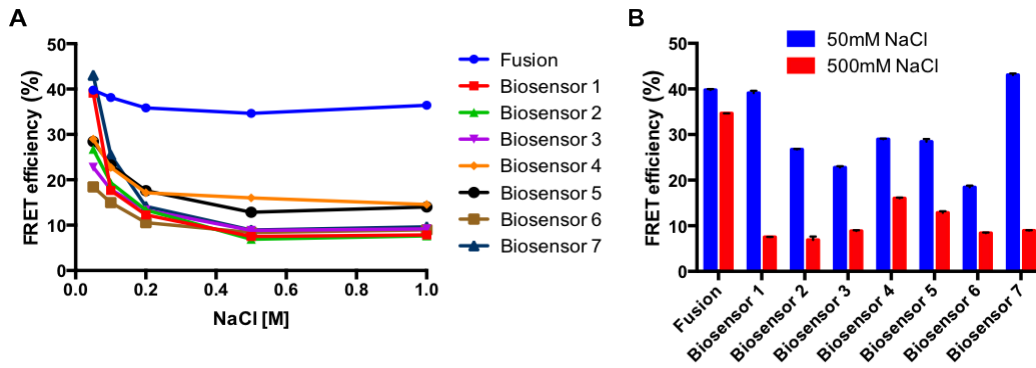 A
FRET efficiency (%)
50
40
30
20
10
0
0.0 0.2 0.4 0.6 0.8 1.0
NaCl [M]
Fusion
Biosensor 1
Biosensor 2
Biosensor 3
Biosensor 4
Biosensor 5
Biosensor 6
Biosensor 7
B
50mM NaCl
500mM NaCl
FRET efficiency (%)
50
40
30
20
10
0
Fusion
Biosensor 1
Biosensor 2
Biosensor 3
Biosensor 4
Biosensor 5
Biosensor 6
Biosensor 7